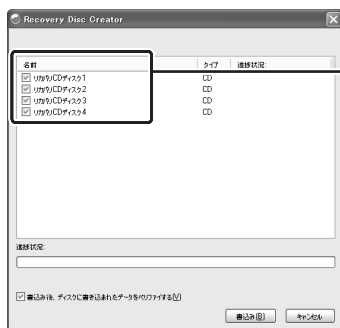 Recovery Disc Creator
名前 タイプ 進捗状況:
リカバリCDディスク1 CD
リカバリCDディスク2 CD
リカバリCDディスク3 CD
リカバリCDディスク4 CD
進捗状況:
書込み後、ディスクに書き込まれたデータをベリファイする(V)
書込み(B) キャンセル